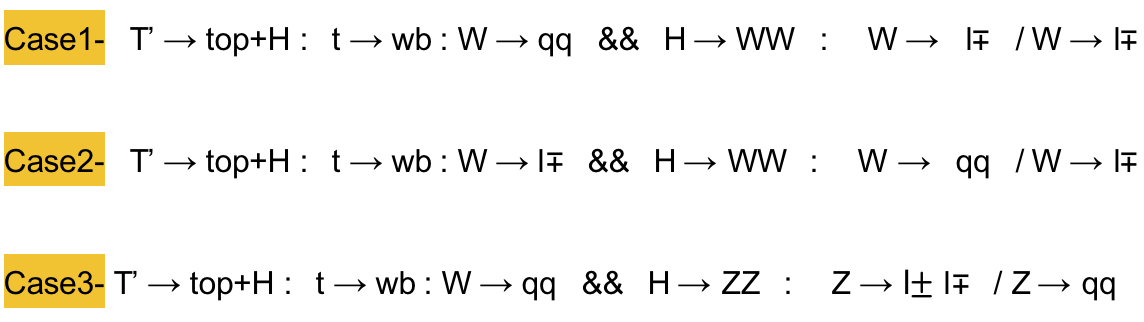 Case1- T’ → top+H : t → wb : W → qq && H → WW : W → l∓ / W → l∓
Case2- T’ → top+H : t → wb : W → l∓ && H → WW : W → qq / W → l∓
Case3- T’ → top+H : t → wb : W → qq && H → ZZ : Z → l± l∓ / Z → qq